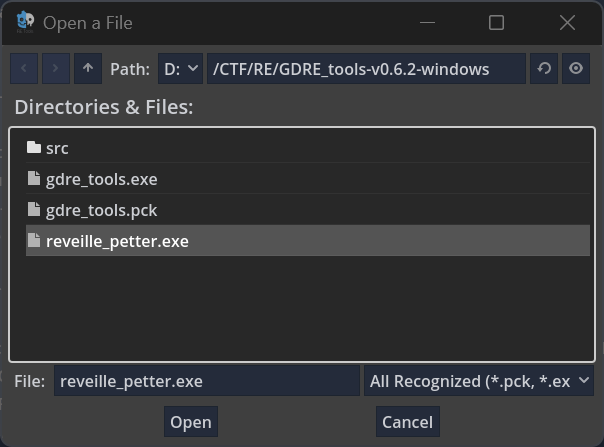 Open a File
Path: D: /CTF/RE/GDRE_tools-v0.6.2-windows
Directories & Files:
src
gdre_tools.exe
gdre_tools.pck
reveille_petter.exe
File: reveille_petter.exe All Recognized (*.pck, *.ex
Open Cancel